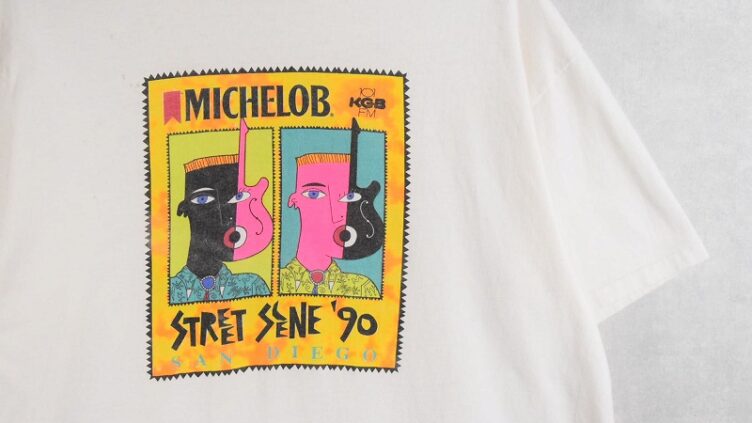 MICHELOB®
101
KGB
FM
STREET SCENE '90
SAN DIEGO